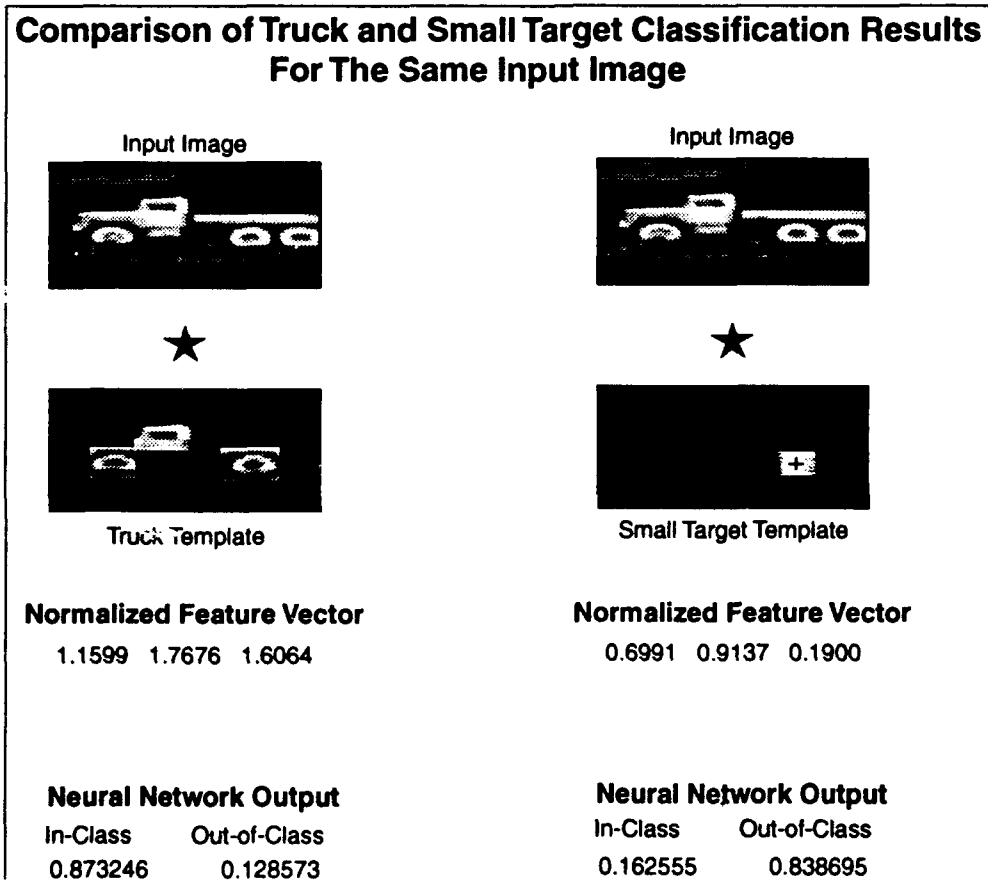 Comparison of Truck and Small Target Classification Results
For The Same Input Image
Input Image
Truck Template
Normalized Feature Vector
1.1599 1.7676 1.6064
Neural Network Output
In-Class Out-of-Class
0.873246 0.128573
Input Image
Small Target Template
Normalized Feature Vector
0.6991 0.9137 0.1900
Neural Network Output
In-Class Out-of-Class
0.162555 0.838695